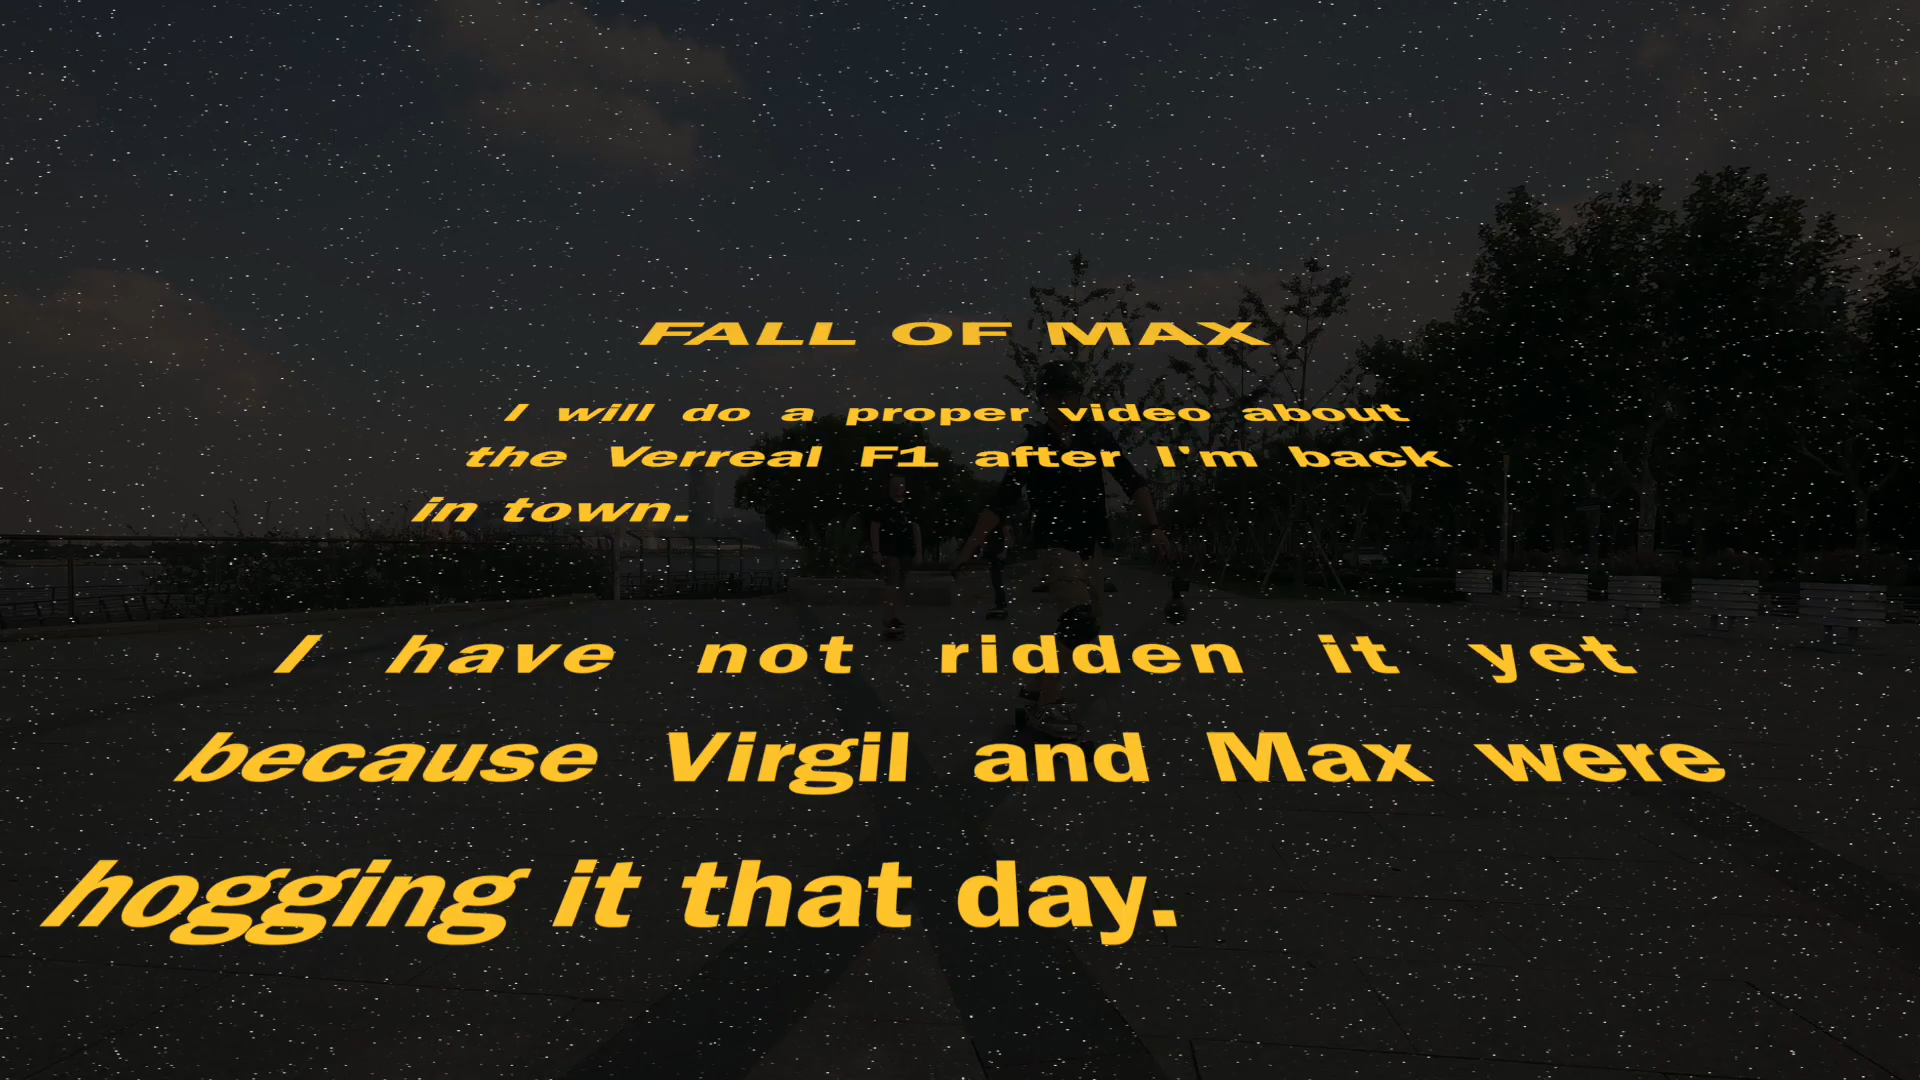 FALL OF MAX
I will do a proper video about
the Verreal F1 after I'm back
in town.
I have not ridden it yet
because Virgil and Max were
hogging it that day.